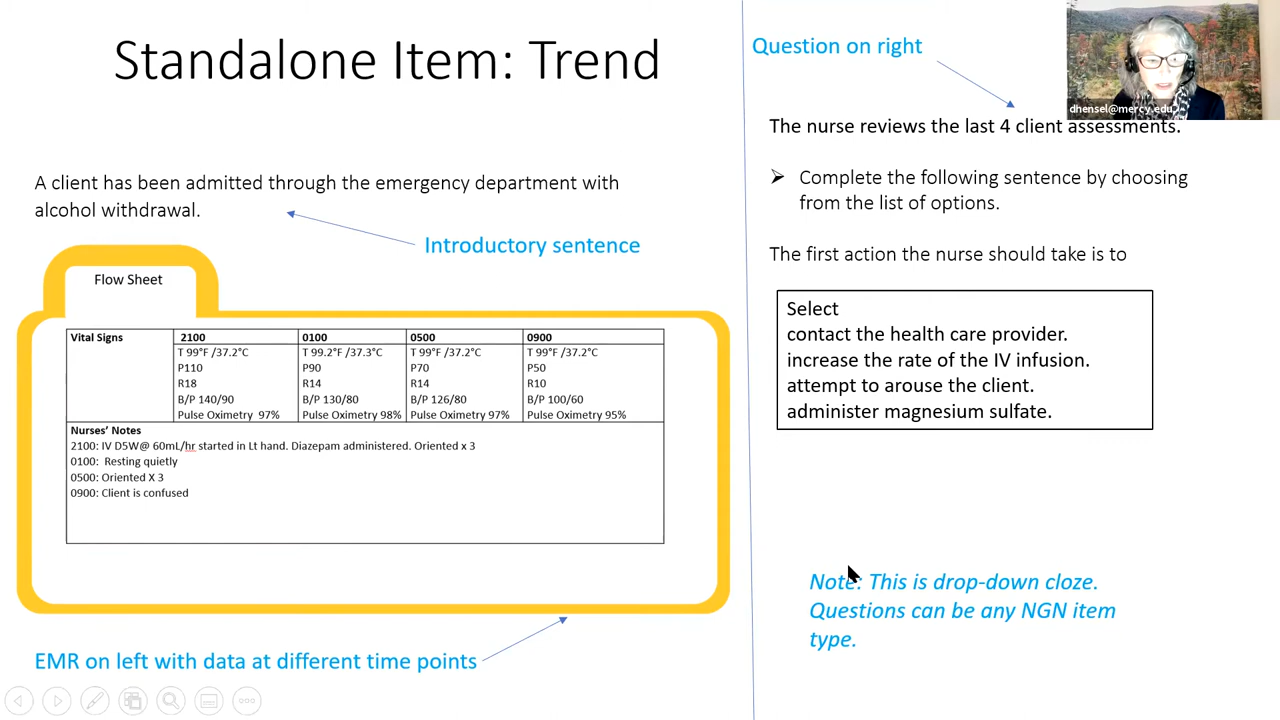 Standalone Item: Trend
A client has been admitted through the emergency department with
alcohol withdrawal.
Introductory sentence
Flow Sheet
Vital Signs 2100 0100 0500 0900
T 99°F /37.2°C T 99.2°F /37.3°C T 99°F /37.2°C T 99°F /37.2°C
P110 P90 P70 P50
R18 R14 R14 R10
B/P 140/90 B/P 130/80 B/P 126/80 B/P 100/60
Pulse Oximetry 97% Pulse Oximetry 98% Pulse Oximetry 97% Pulse Oximetry 95%
Nurses' Notes
2100: IV D5W@ 60mL/hr started in Lt hand. Diazepam administered. Oriented x 3
0100: Resting quietly
0500: Oriented X 3
0900: Client is confused
EMR on left with data at different time points
Question on right
dhensel@mercy.edu
The nurse reviews the last 4 client assessments.
➢ Complete the following sentence by choosing
from the list of options.
The first action the nurse should take is to
Select
contact the health care provider.
increase the rate of the IV infusion.
attempt to arouse the client.
administer magnesium sulfate.
Note: This is drop-down cloze.
Questions can be any NGN item
type.